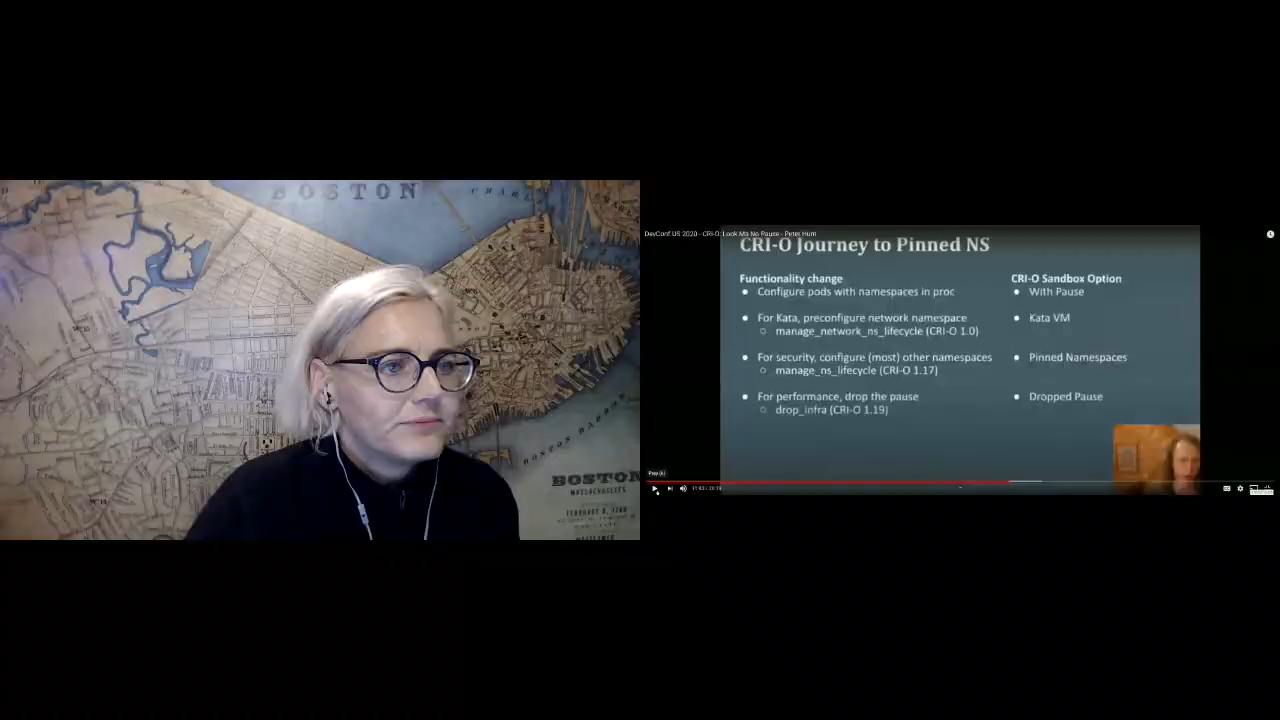 BOSTON
BOSTON
MASSACHUSETTS
DevConf US 2020 - CRI-O: Look Ma No Pause - Peter Hunt
CRI-O Journey to Pinned NS
Functionality change
● Configure pods with namespaces in proc
● For Kata, preconfigure network namespace
○ manage_network_ns_lifecycle (CRI-O 1.0)
● For security, configure (most) other namespaces
○ manage_ns_lifecycle (CRI-O 1.17)
● For performance, drop the pause
○ drop_infra (CRI-O 1.19)
CRI-O Sandbox Option
● With Pause
● Kata VM
● Pinned Namespaces
● Dropped Pause
Play (k)